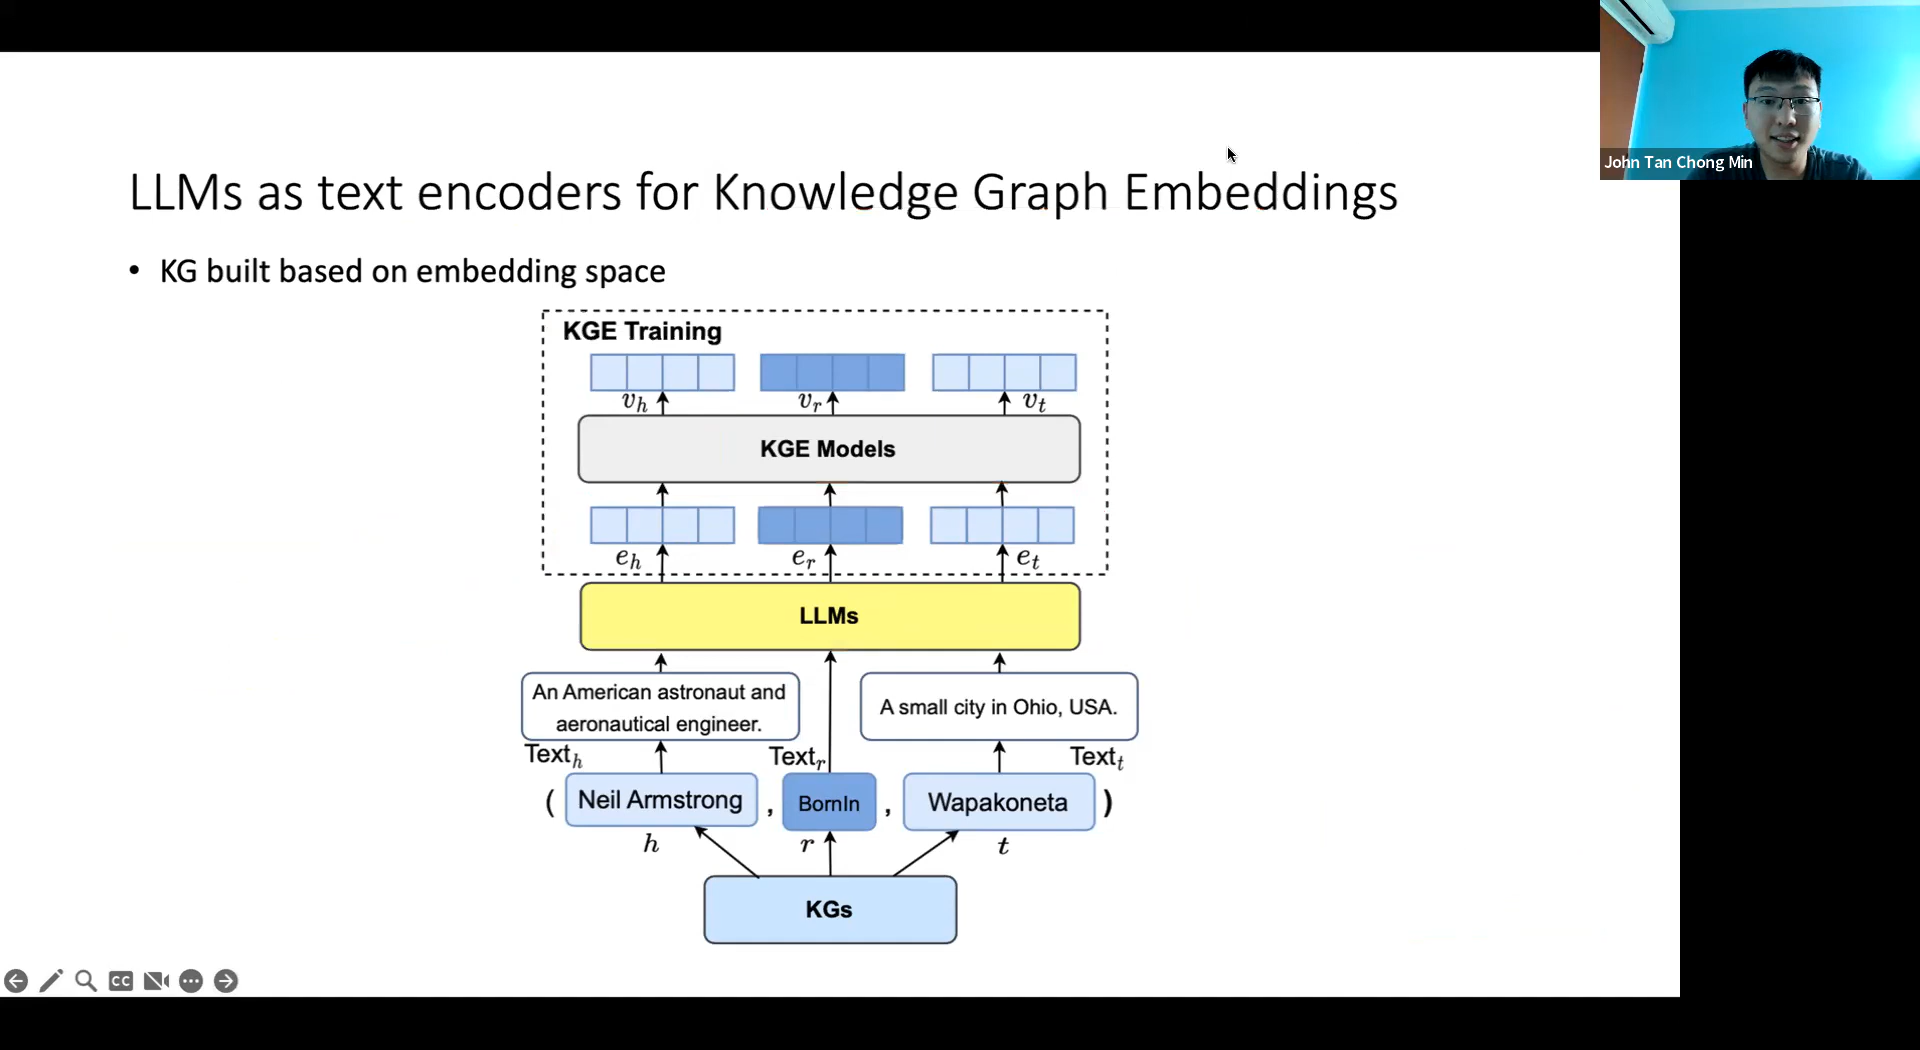 John Tan Chong Min
LLMs as text encoders for Knowledge Graph Embeddings
• KG built based on embedding space
KGE Training
v_h v_r v_t
KGE Models
e_h e_r e_t
LLMs
An American astronaut and
aeronautical engineer.
A small city in Ohio, USA.
Text_h Text_r Text_t
( Neil Armstrong , BornIn , Wapakoneta )
h r t
KGs
CC